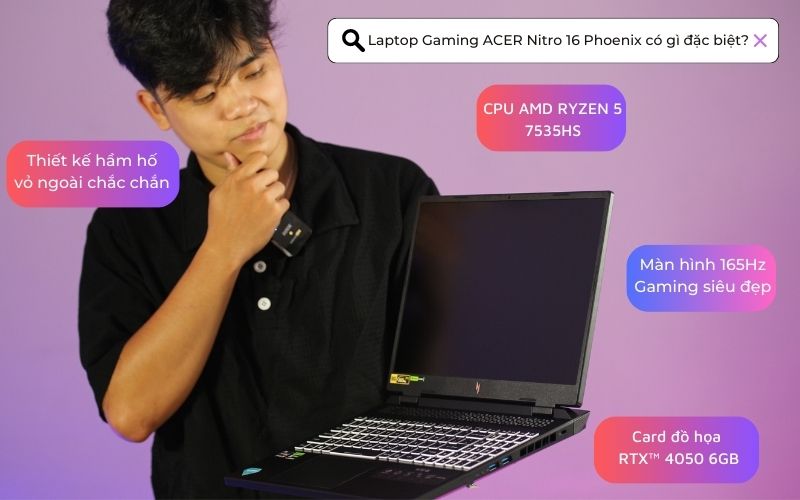 Laptop Gaming ACER Nitro 16 Phoenix có gì đặc biệt?
CPU AMD RYZEN 5
7535HS
Thiết kế hầm hố
vỏ ngoài chắc chắn
Màn hình 165Hz
Gaming siêu đẹp
Card đồ họa
RTX™ 4050 6GB